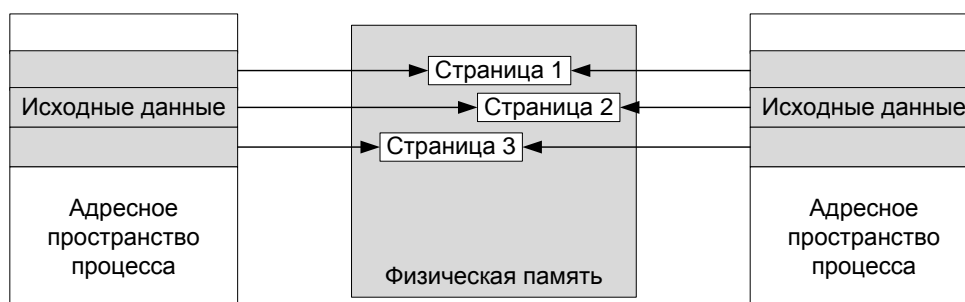 Страница 1
Исходные данные
Страница 2
Исходные данные
Страница 3
Адресное
пространство
процесса
Физическая память
Адресное
пространство
процесса